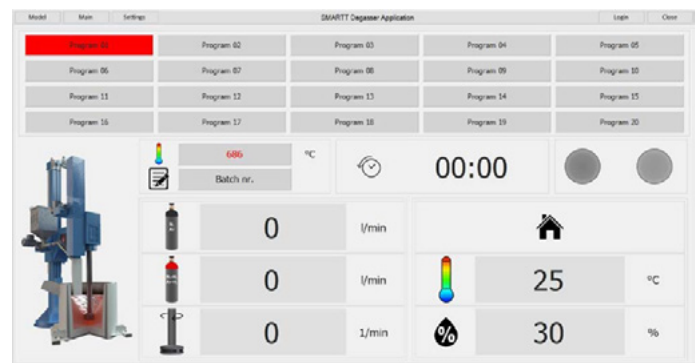 Model Main Settings SMARTT Degasser Application Login Close
Program 01 Program 02 Program 03 Program 04 Program 05
Program 06 Program 07 Program 08 Program 09 Program 10
Program 11 Program 12 Program 13 Program 14 Program 15
Program 16 Program 17 Program 18 Program 19 Program 20
686 °C
Batch nr.
00:00
0 l/min
0 l/min
25 °C
0 1/min
% 30 %